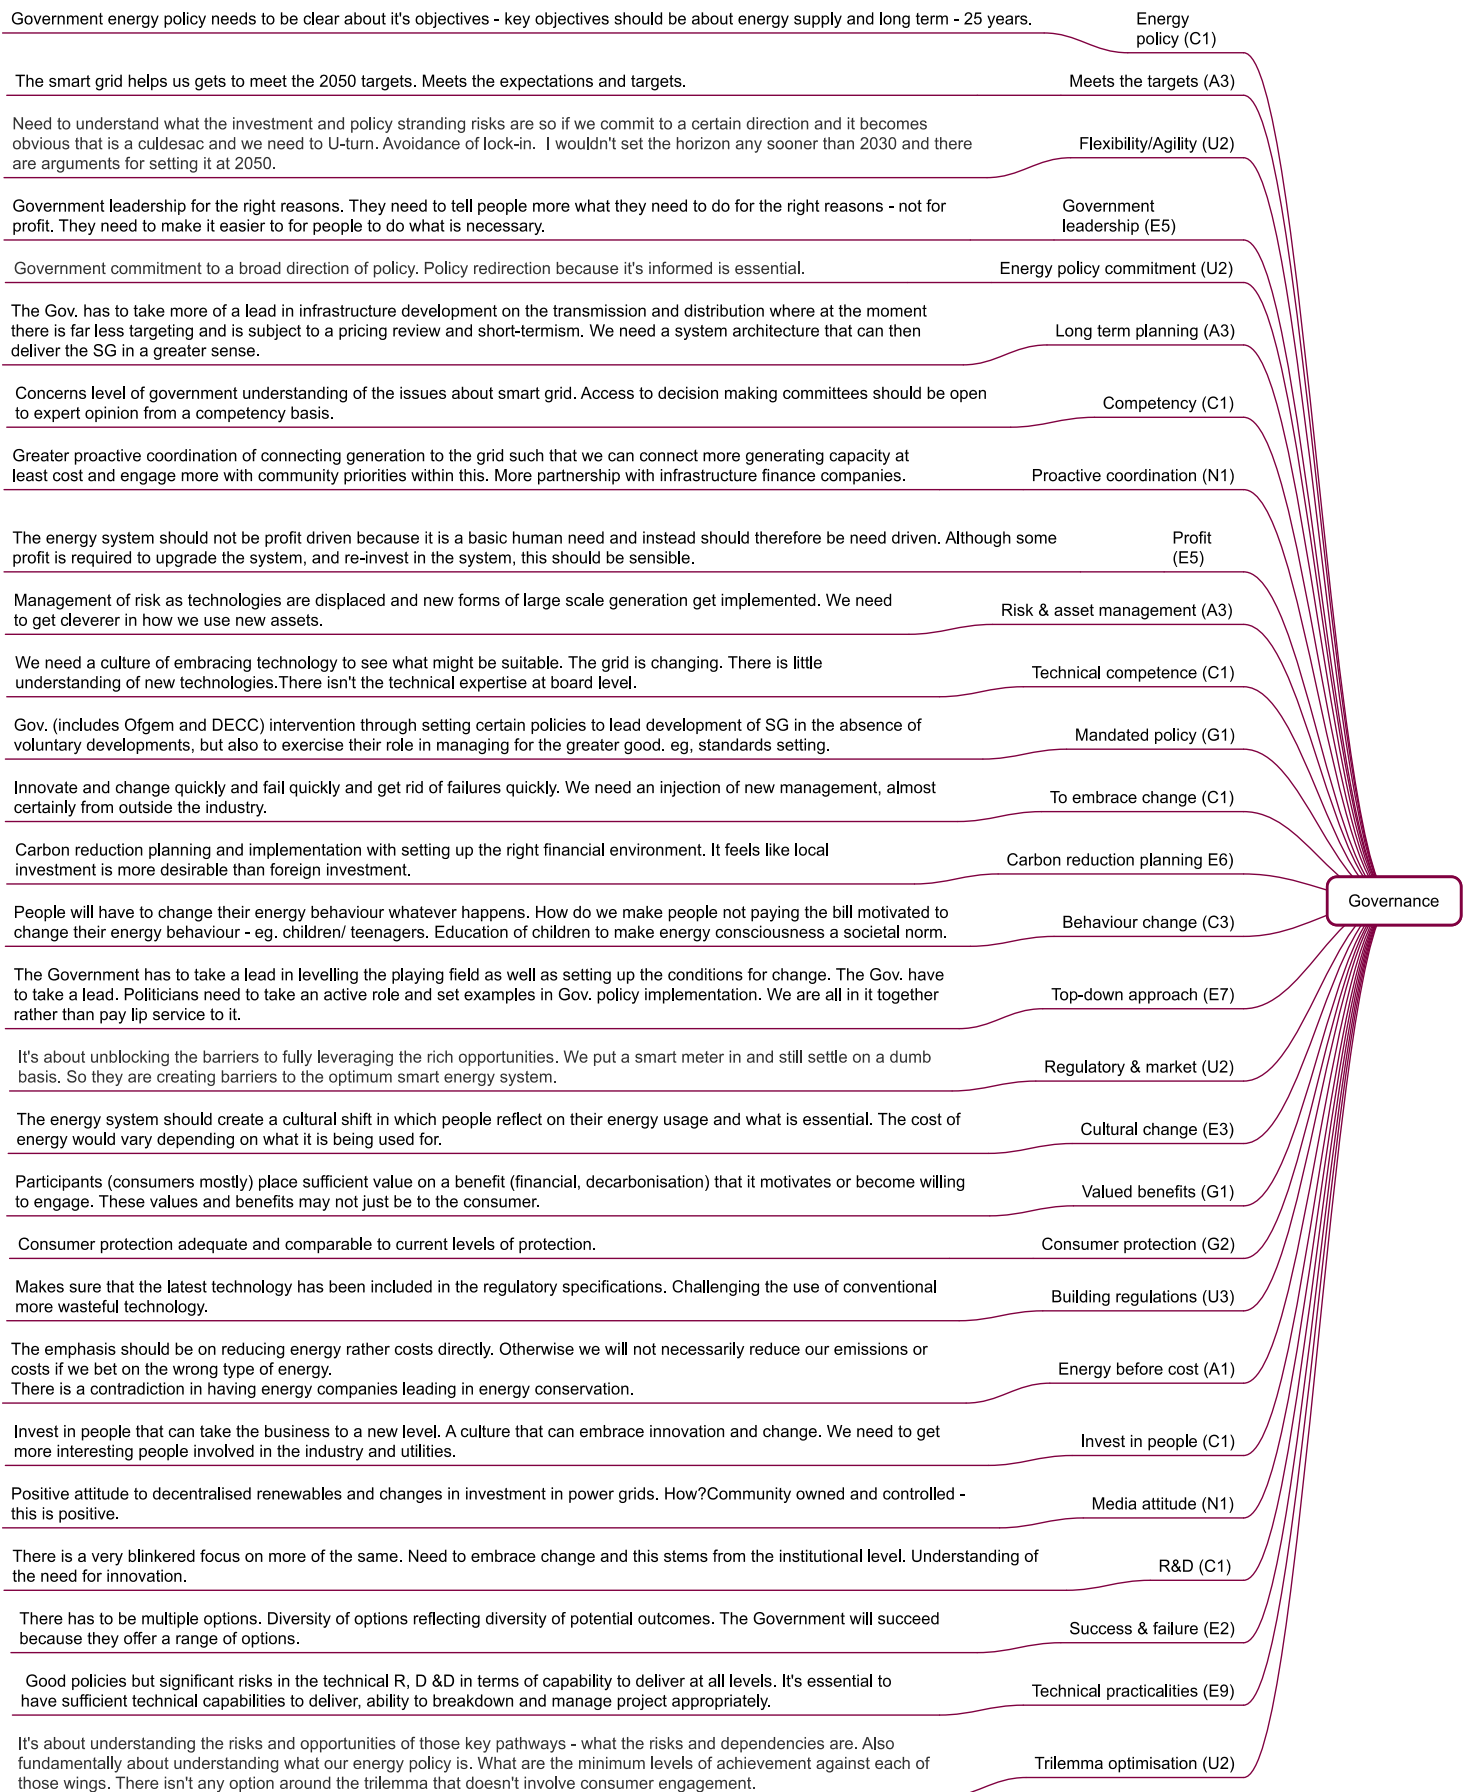 Government energy policy needs to be clear about it's objectives - key objectives should be about energy supply and long term - 25 years.
Energy
policy (C1)
The smart grid helps us gets to meet the 2050 targets. Meets the expectations and targets.
Meets the targets (A3)
Need to understand what the investment and policy stranding risks are so if we commit to a certain direction and it becomes
obvious that is a culdesac and we need to U-turn. Avoidance of lock-in.  I wouldn't set the horizon any sooner than 2030 and there
are arguments for setting it at 2050.
Flexibility/Agility (U2)
Government leadership for the right reasons. They need to tell people more what they need to do for the right reasons - not for
profit. They need to make it easier to for people to do what is necessary.
Government
leadership (E5)
Government commitment to a broad direction of policy. Policy redirection because it's informed is essential.
Energy policy commitment (U2)
The Gov. has to take more of a lead in infrastructure development on the transmission and distribution where at the moment
there is far less targeting and is subject to a pricing review and short-termism. We need a system architecture that can then
deliver the SG in a greater sense.
Long term planning (A3)
Concerns level of government understanding of the issues about smart grid. Access to decision making committees should be open
to expert opinion from a competency basis.
Competency (C1)
Greater proactive coordination of connecting generation to the grid such that we can connect more generating capacity at
least cost and engage more with community priorities within this. More partnership with infrastructure finance companies.
Proactive coordination (N1)
The energy system should not be profit driven because it is a basic human need and instead should therefore be need driven. Although some
profit is required to upgrade the system, and re-invest in the system, this should be sensible.
Profit
(E5)
Management of risk as technologies are displaced and new forms of large scale generation get implemented. We need
to get cleverer in how we use new assets.
Risk & asset management (A3)
We need a culture of embracing technology to see what might be suitable. The grid is changing. There is little
understanding of new technologies.There isn't the technical expertise at board level.
Technical competence (C1)
Gov. (includes Ofgem and DECC) intervention through setting certain policies to lead development of SG in the absence of
voluntary developments, but also to exercise their role in managing for the greater good. eg, standards setting.
Mandated policy (G1)
Innovate and change quickly and fail quickly and get rid of failures quickly. We need an injection of new management, almost
certainly from outside the industry.
To embrace change (C1)
Carbon reduction planning and implementation with setting up the right financial environment. It feels like local
investment is more desirable than foreign investment.
Carbon reduction planning E6)
Governance
People will have to change their energy behaviour whatever happens. How do we make people not paying the bill motivated to
change their energy behaviour - eg. children/ teenagers. Education of children to make energy consciousness a societal norm.
Behaviour change (C3)
The Government has to take a lead in levelling the playing field as well as setting up the conditions for change. The Gov. have
to take a lead. Politicians need to take an active role and set examples in Gov. policy implementation. We are all in it together
rather than pay lip service to it.
Top-down approach (E7)
It's about unblocking the barriers to fully leveraging the rich opportunities. We put a smart meter in and still settle on a dumb
basis. So they are creating barriers to the optimum smart energy system.
Regulatory & market (U2)
The energy system should create a cultural shift in which people reflect on their energy usage and what is essential. The cost of
energy would vary depending on what it is being used for.
Cultural change (E3)
Participants (consumers mostly) place sufficient value on a benefit (financial, decarbonisation) that it motivates or become willing
to engage. These values and benefits may not just be to the consumer.
Valued benefits (G1)
Consumer protection adequate and comparable to current levels of protection.
Consumer protection (G2)
Makes sure that the latest technology has been included in the regulatory specifications. Challenging the use of conventional
more wasteful technology.
Building regulations (U3)
The emphasis should be on reducing energy rather costs directly. Otherwise we will not necessarily reduce our emissions or
costs if we bet on the wrong type of energy.
There is a contradiction in having energy companies leading in energy conservation.
Energy before cost (A1)
Invest in people that can take the business to a new level. A culture that can embrace innovation and change. We need to get
more interesting people involved in the industry and utilities.
Invest in people (C1)
Positive attitude to decentralised renewables and changes in investment in power grids. How?Community owned and controlled -
this is positive.
Media attitude (N1)
There is a very blinkered focus on more of the same. Need to embrace change and this stems from the institutional level. Understanding of
the need for innovation.
R&D (C1)
There has to be multiple options. Diversity of options reflecting diversity of potential outcomes. The Government will succeed
because they offer a range of options.
Success & failure (E2)
Good policies but significant risks in the technical R, D &D in terms of capability to deliver at all levels. It's essential to
have sufficient technical capabilities to deliver, ability to breakdown and manage project appropriately.
Technical practicalities (E9)
It's about understanding the risks and opportunities of those key pathways - what the risks and dependencies are. Also
fundamentally about understanding what our energy policy is. What are the minimum levels of achievement against each of
those wings. There isn't any option around the trilemma that doesn't involve consumer engagement.
Trilemma optimisation (U2)